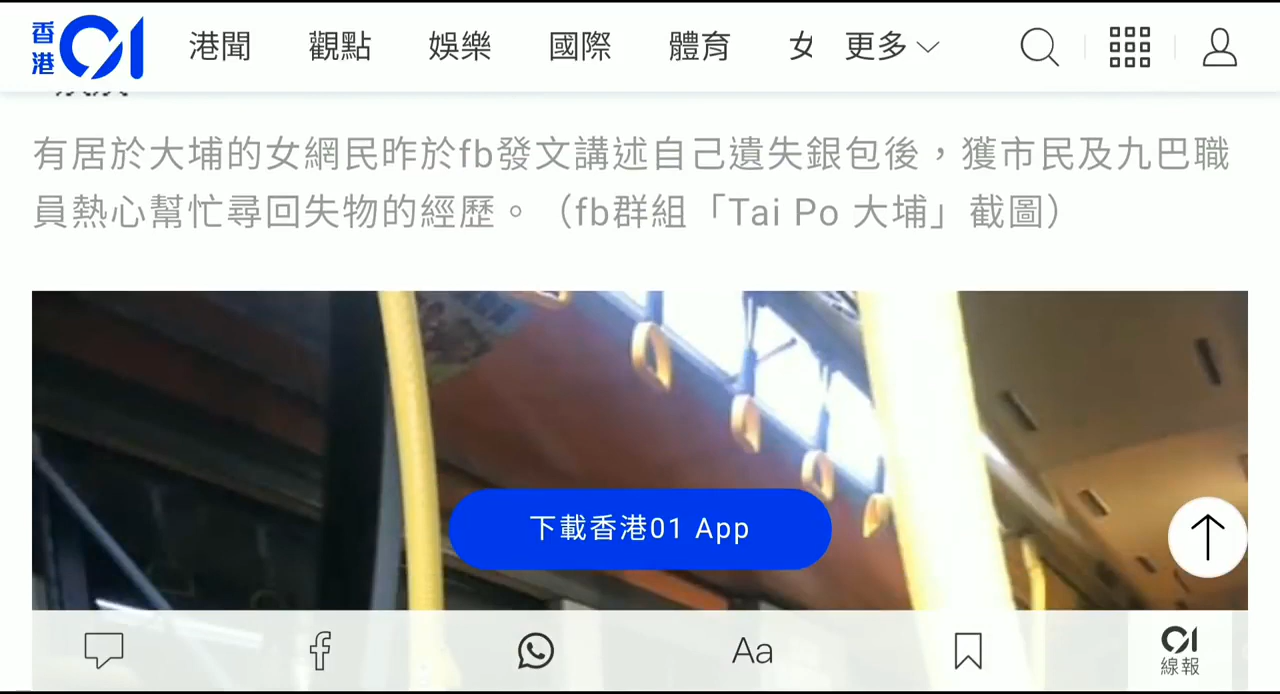 香港01 港聞 觀點 娛樂 國際 體育 更多
有居於大埔的女網民昨於fb發文講述自己遺失銀包後，獲市民及九巴職
員熱心幫忙尋回失物的經歷。（fb群組「Tai Po 大埔」截圖）
下載香港01 App
Aa
01
線報